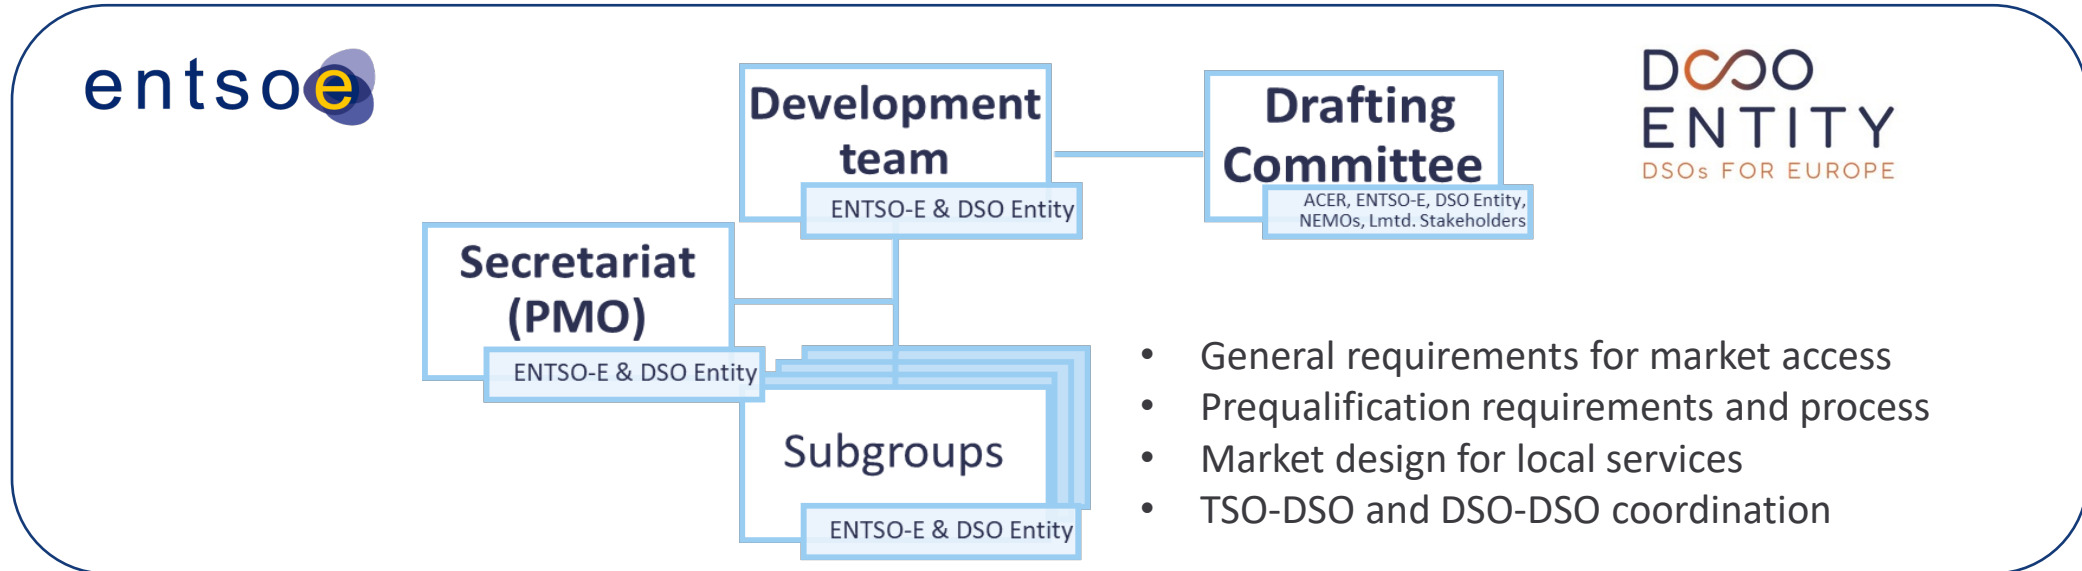 entsoe
Development
team
ENTSO-E & DSO Entity
Drafting
Committee
ACER, ENTSO-E, DSO Entity,
NEMOs, Lmtd. Stakeholders
DSO
ENTITY
DSOs FOR EUROPE
Secretariat
(PMO)
ENTSO-E & DSO Entity
Subgroups
ENTSO-E & DSO Entity
• General requirements for market access
• Prequalification requirements and process
• Market design for local services
• TSO-DSO and DSO-DSO coordination